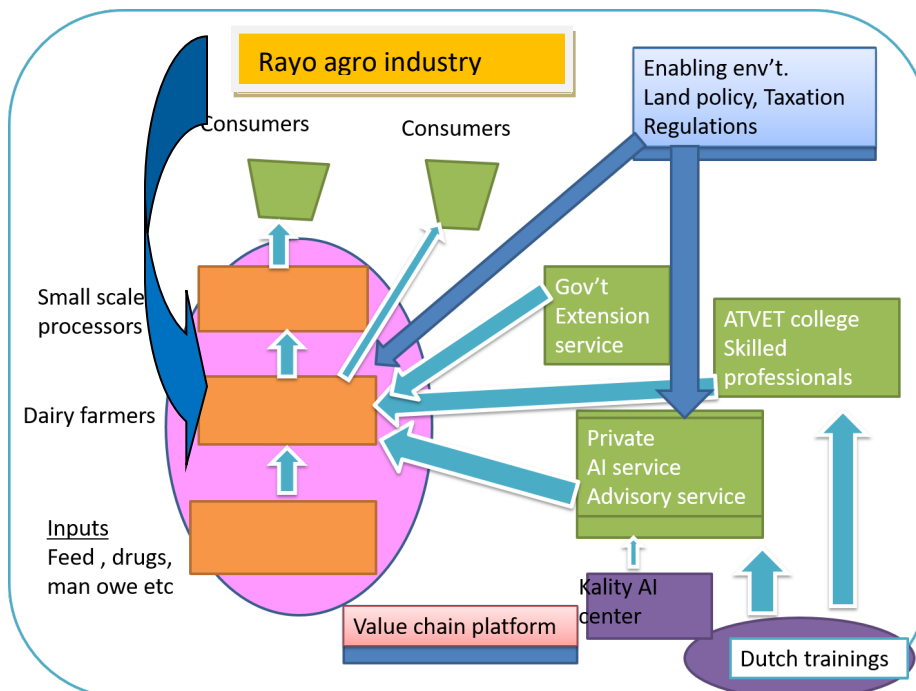 Rayo agro industry
Enabling env't.
Land policy, Taxation
Regulations
Consumers
Consumers
Small scale
processors
Gov't
Extension
service
ATVET college
Skilled
professionals
Dairy farmers
Private
AI service
Advisory service
Inputs
Feed , drugs,
man owe etc
Kality AI
center
Value chain platform
Dutch trainings